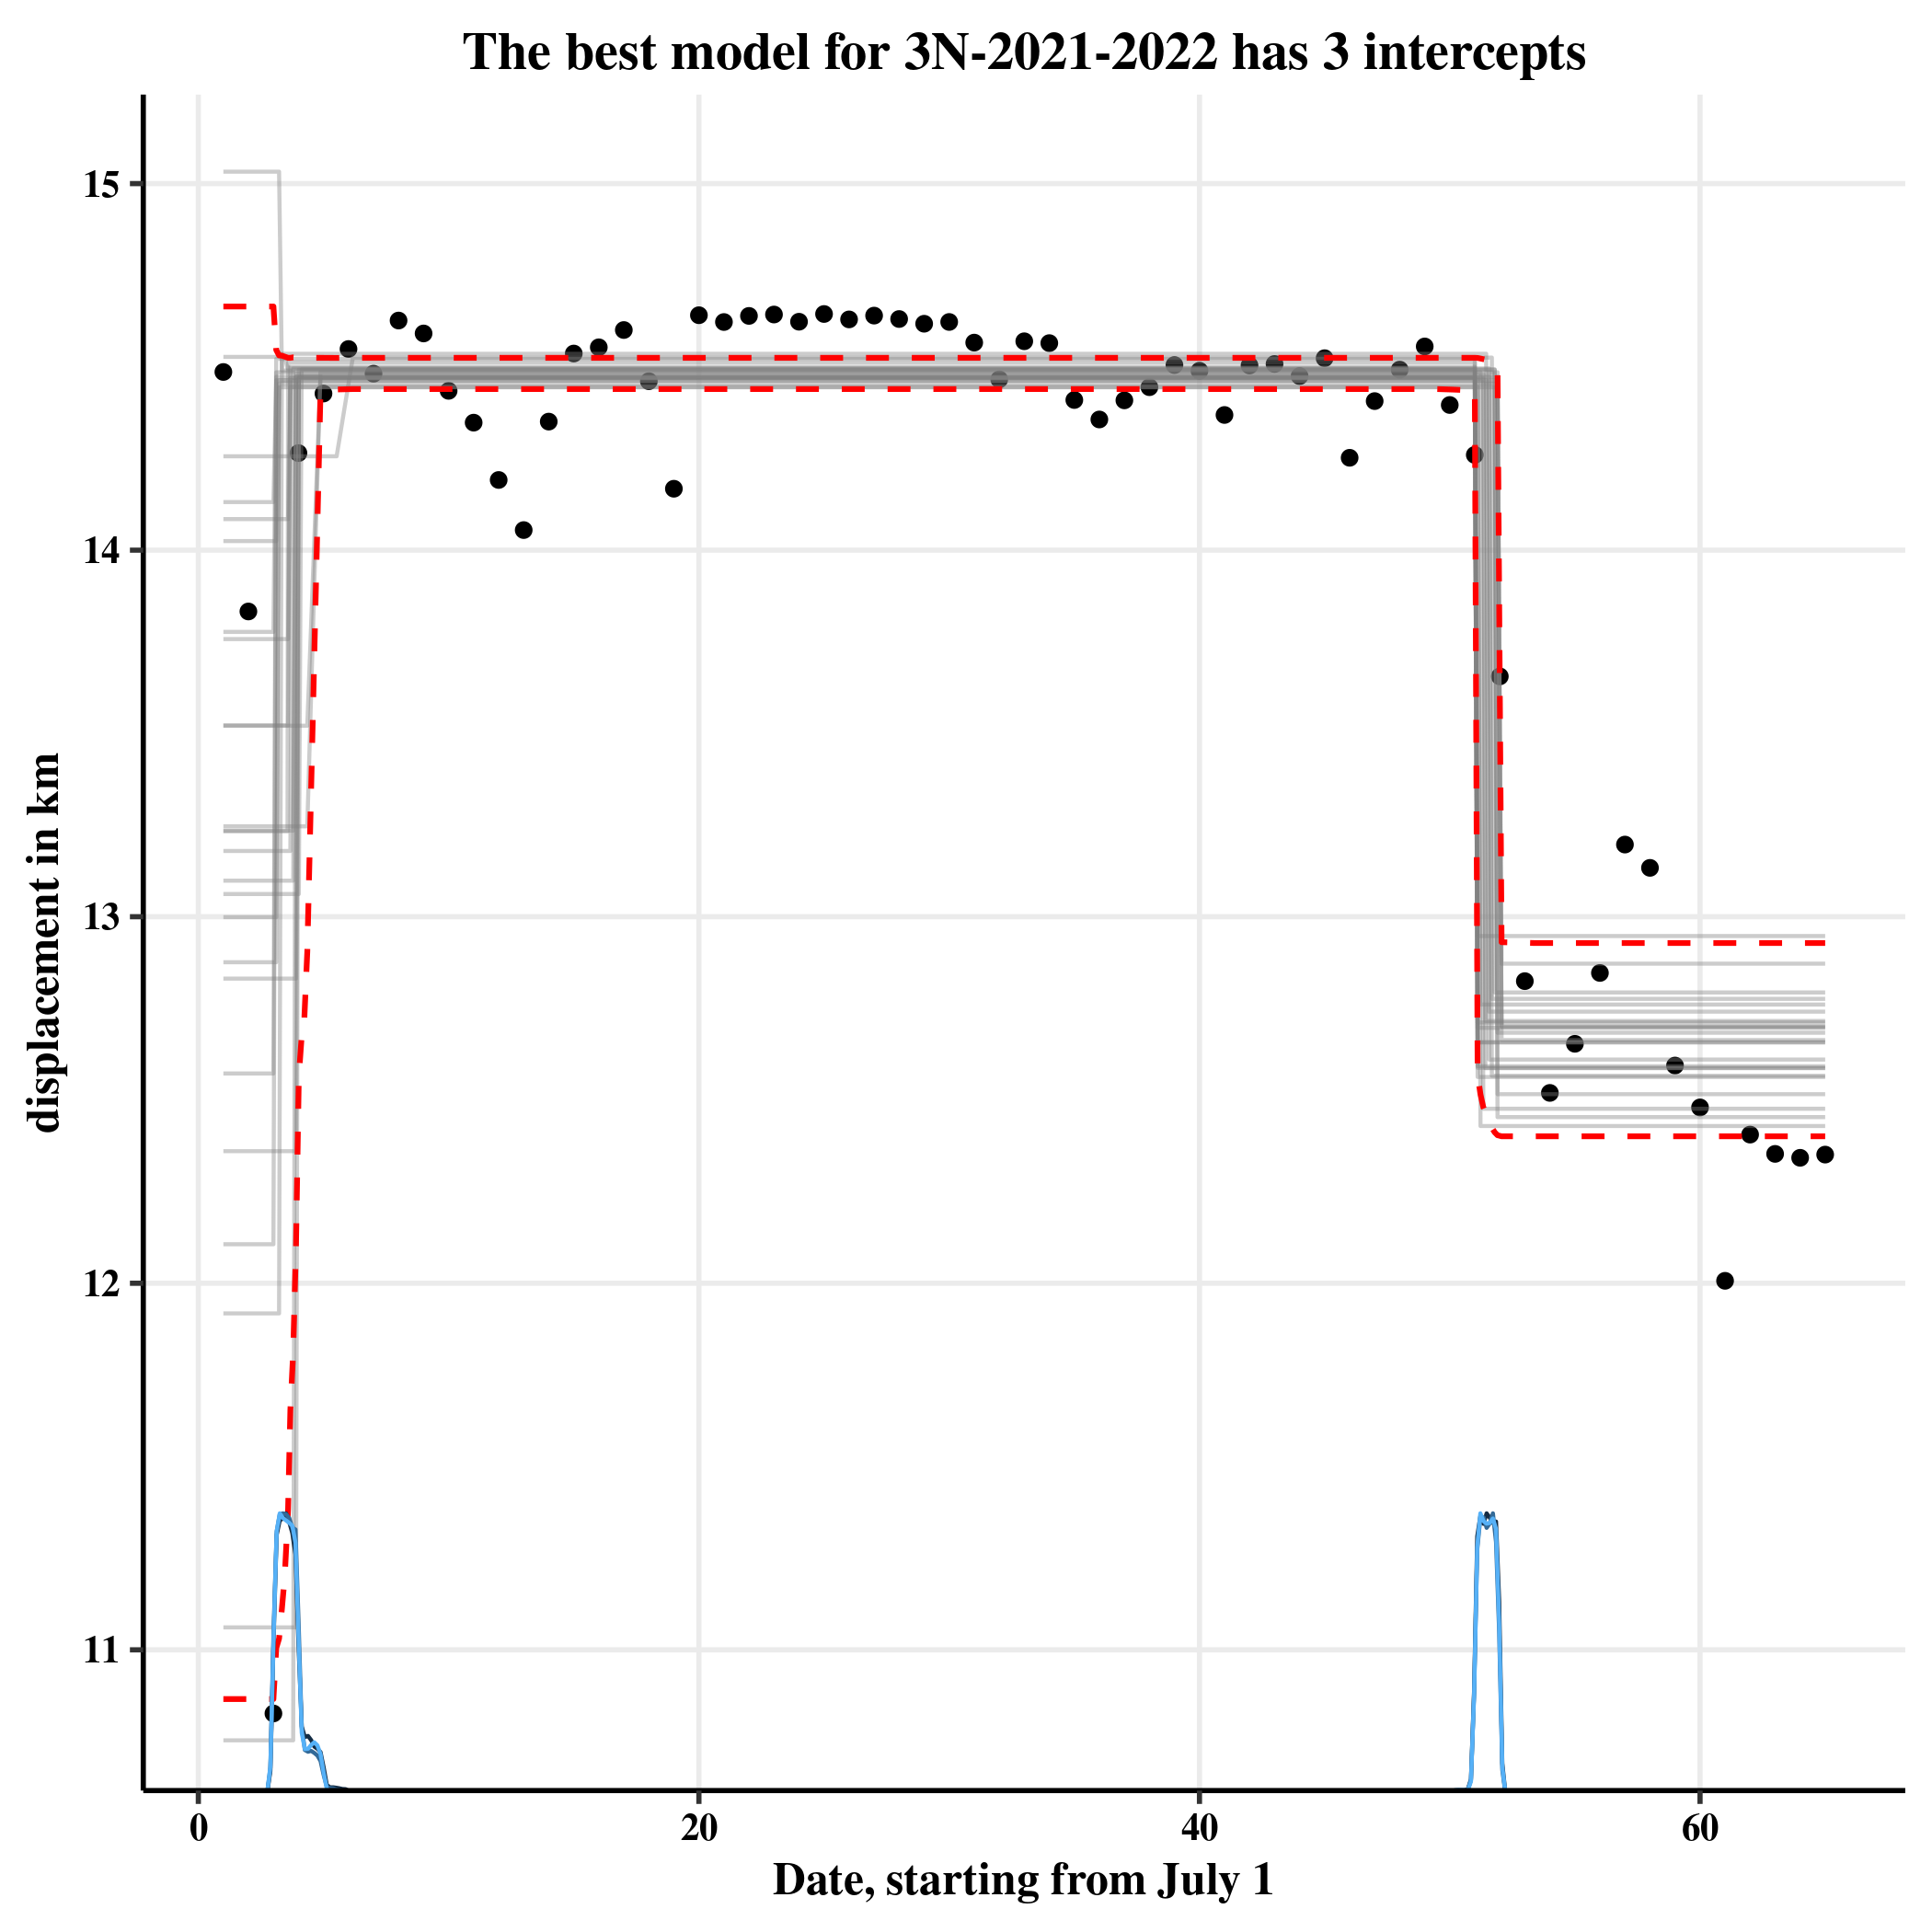 The best model for 3N-2021-2022 has 3 intercepts
displacement in km
15
14
13
12
11
0 20 40 60
Date, starting from July 1